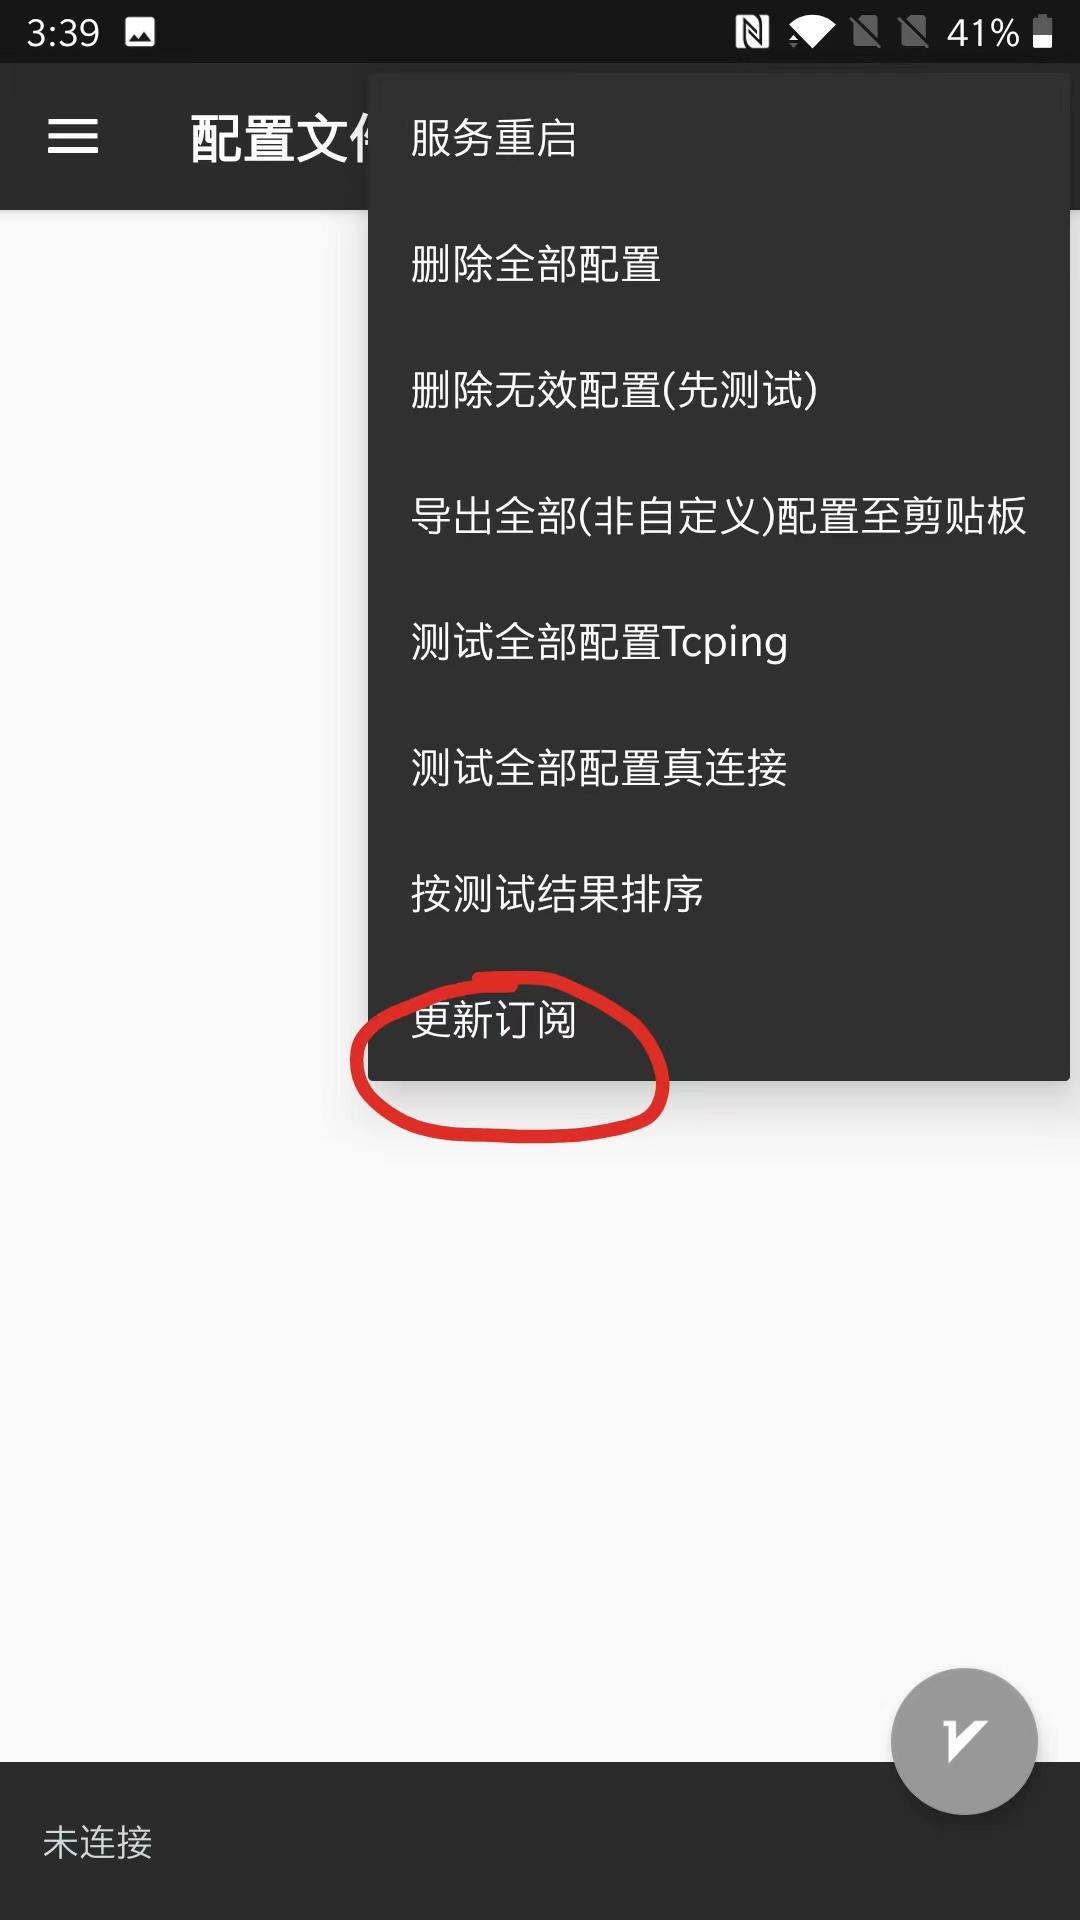 3:39
41%
配置文
服务重启
删除全部配置
删除无效配置(先测试)
导出全部(非自定义)配置至剪贴板
测试全部配置Tcping
测试全部配置真连接
按测试结果排序
更新订阅
未连接